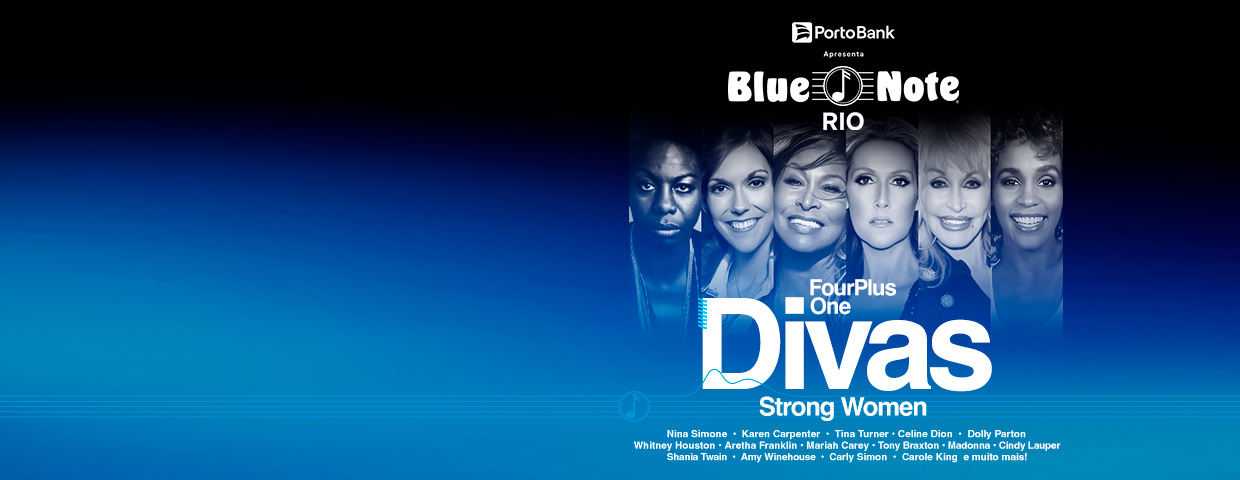 PortoBank
Apresenta
Blue Note
RIO
FourPlus
One
Divas
Strong Women
Nina Simone • Karen Carpenter • Tina Turner • Celine Dion • Dolly Parton
Whitney Houston • Aretha Franklin • Mariah Carey • Tony Braxton • Madonna • Cindy Lauper
Shania Twain • Amy Winehouse • Carly Simon • Carole King e muito mais!